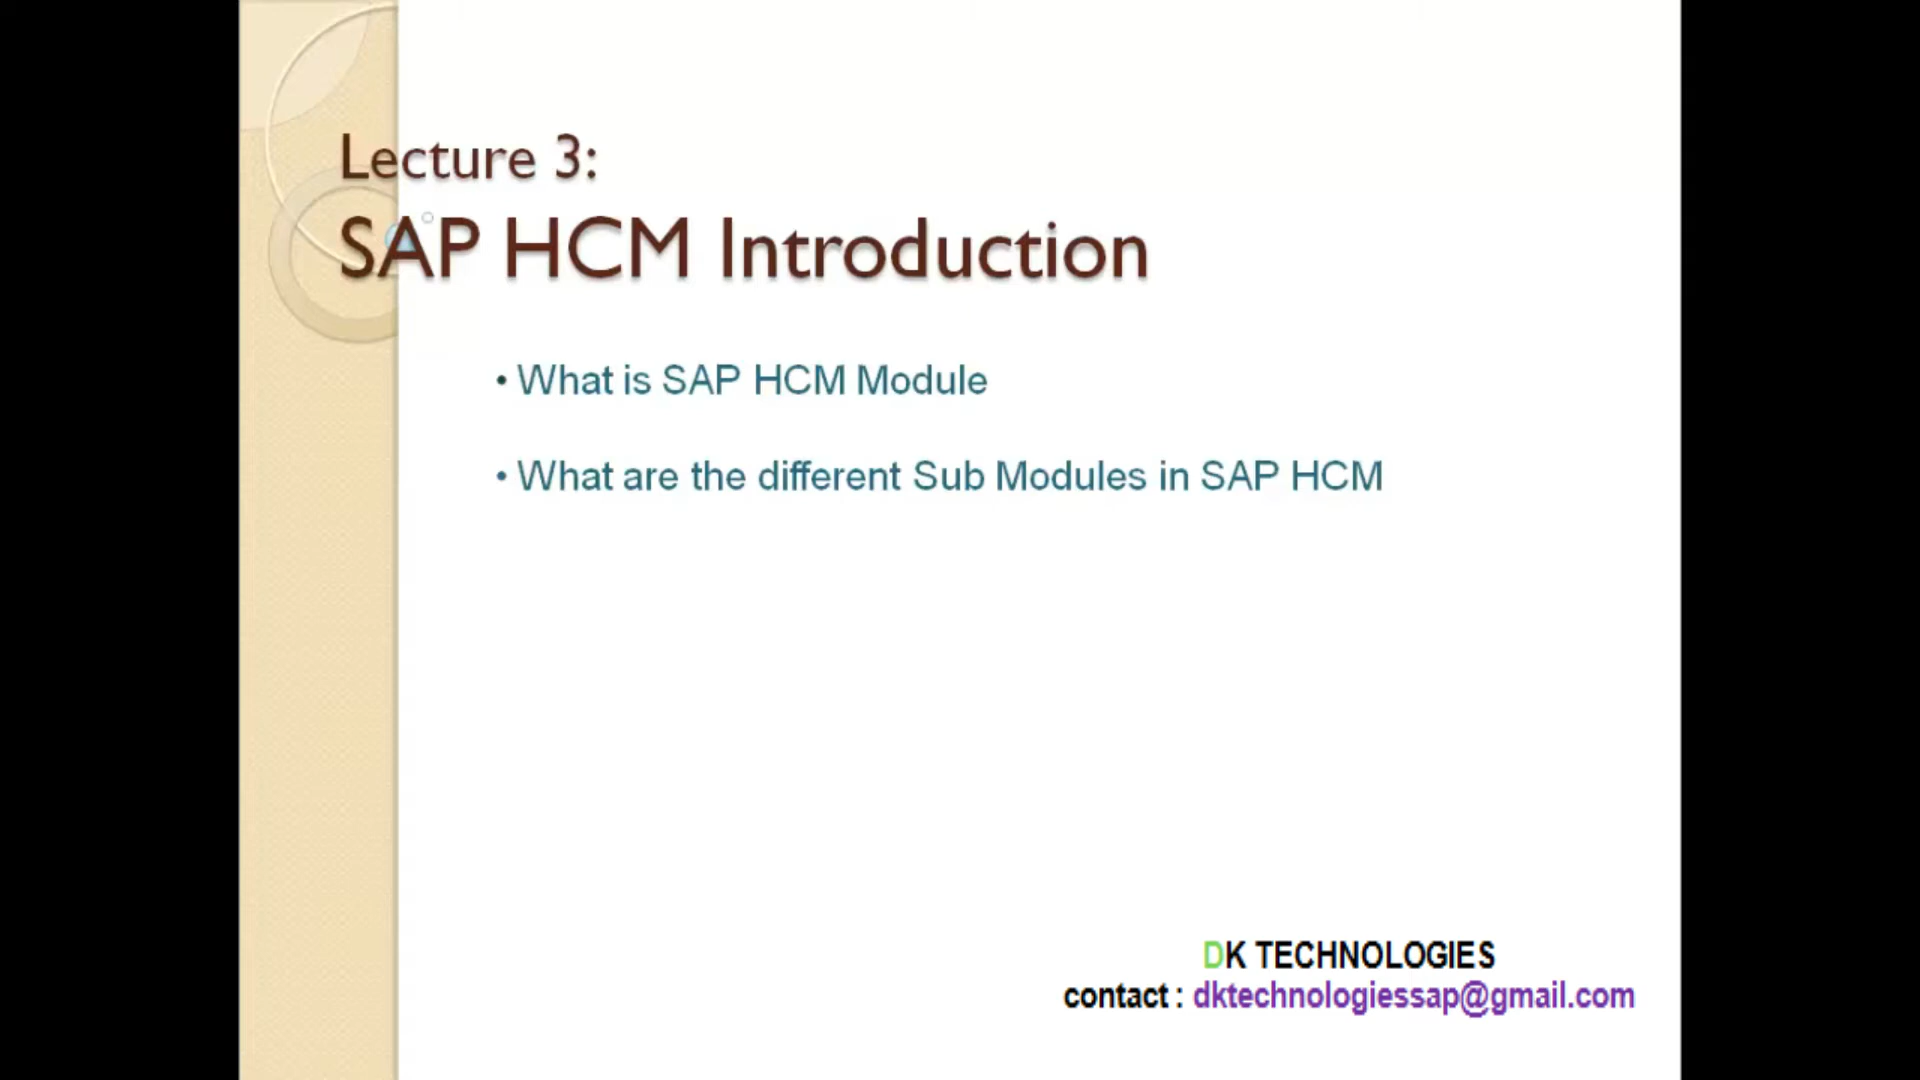 Lecture 3:
SAP HCM Introduction
• What is SAP HCM Module
• What are the different Sub Modules in SAP HCM
DK TECHNOLOGIES
contact : dktechnologiessap@gmail.com